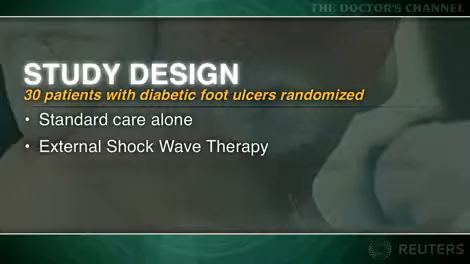 THE DOCTOR'S CHANNEL
STUDY DESIGN
30 patients with diabetic foot ulcers randomized
• Standard care alone
• External Shock Wave Therapy
REUTERS